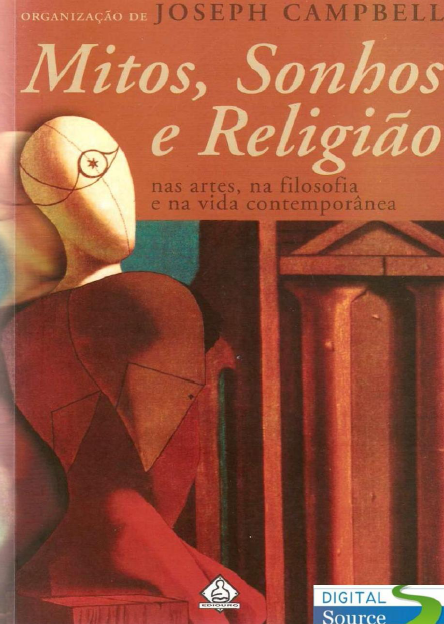 ORGANIZAÇÃO DE JOSEPH CAMPBELL
Mitos, Sonhos
e Religião
nas artes, na filosofia
e na vida contemporânea
EDIOURO
DIGITAL
Source